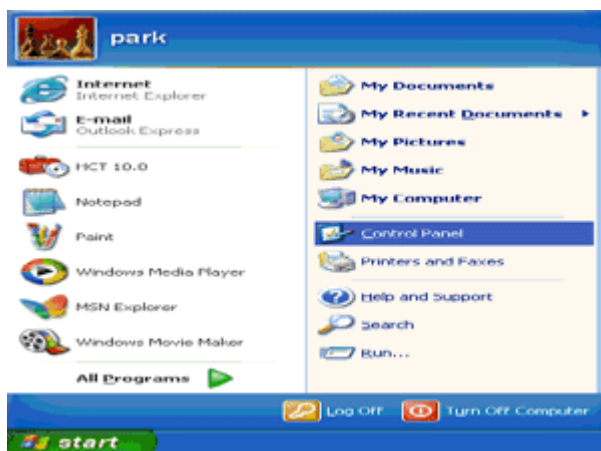 park
Internet
Internet Explorer
E-mail
Outlook Express
HCT 10.0
Notepad
Paint
Windows Media Player
MSN Explorer
Windows Movie Maker
All Programs
My Documents
My Recent Documents
My Pictures
My Music
My Computer
Control Panel
Printers and Faxes
Help and Support
Search
Run...
Log Off
Turn Off Computer
start